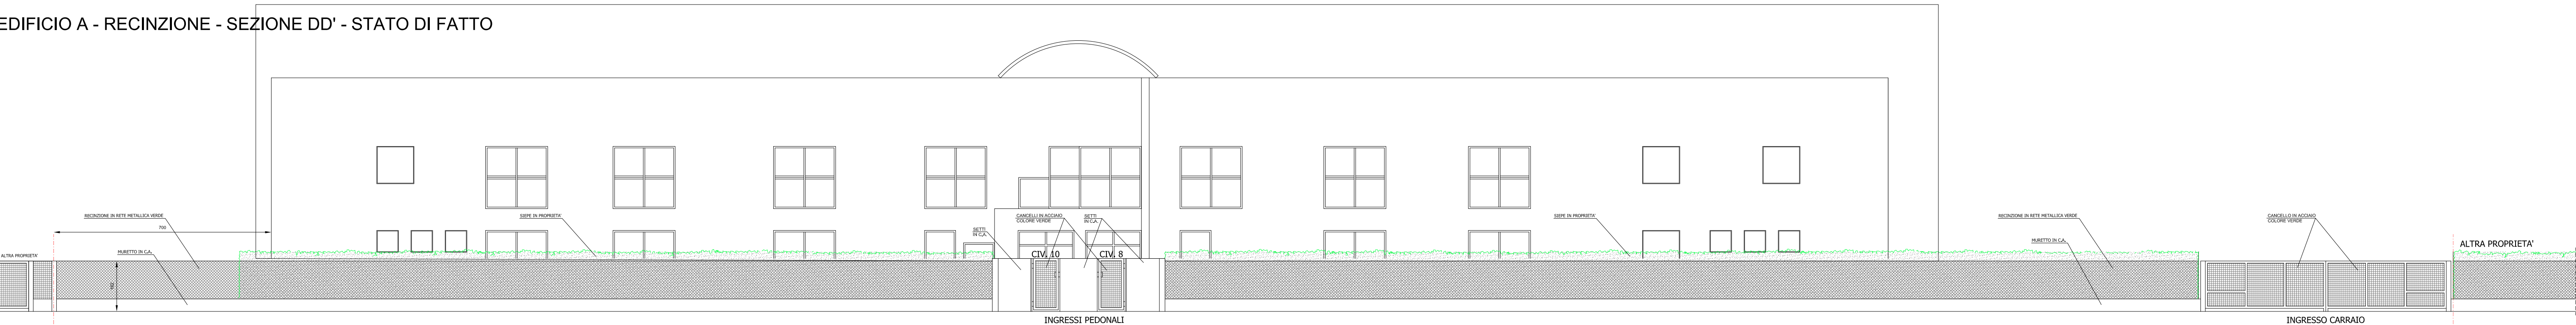 EDIFICIO A - RECINZIONE - SEZIONE DD' - STATO DI FATTO
RECINZIONE IN RETE METALLICA VERDE
SIEPE IN PROPRIETA'
CANCELLI IN ACCIAIO
COLORE VERDE
SETTI
IN C.A.
SIEPE IN PROPRIETA'
RECINZIONE IN RETE METALLICA VERDE
CANCELLO IN ACCIAIO
COLORE VERDE
700
SETTI
IN C.A.
MURETTO IN C.A.
MURETTO IN C.A.
ALTRA PROPRIETA'
ALTRA PROPRIETA'
CIV. 10
CIV. 8
INGRESSI PEDONALI
INGRESSO CARRAIO